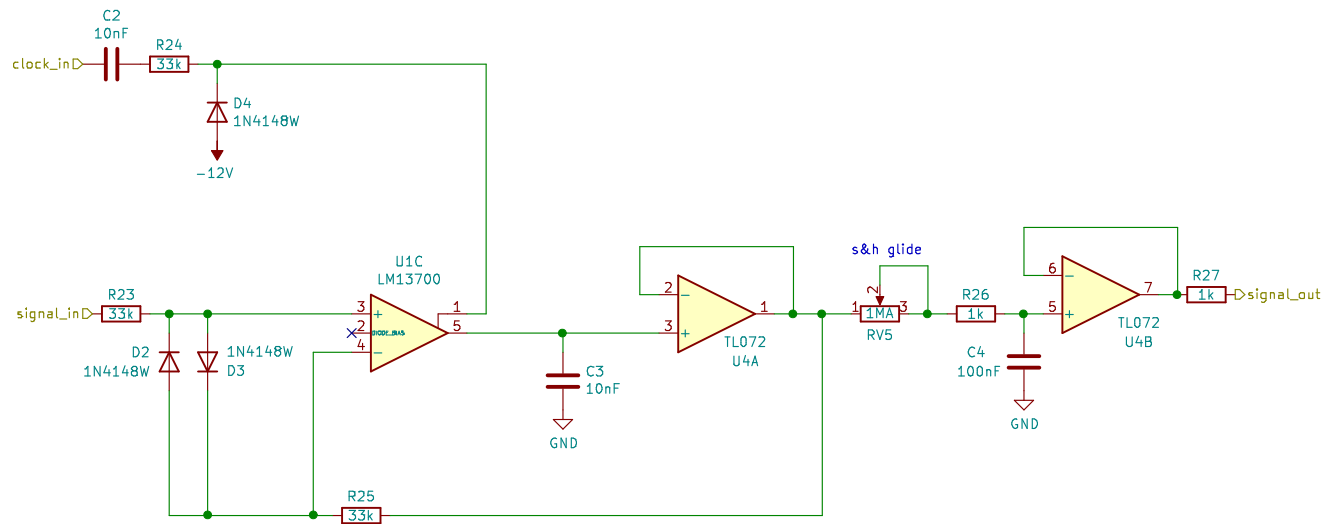 C2
10nF
clock_in
R24
33k
D4
1N4148W
-12V
s&h glide
U1C
LM13700
signal_in
R23
33k
3
+
1
2
DIODE_BIAS
5
4
−
D2
1N4148W
1N4148W
D3
C3
10nF
GND
2
−
3
+
1
TL072
U4A
1
2
3
1MA
RV5
R26
1k
C4
100nF
GND
6
−
5
+
7
TL072
U4B
R27
1k
signal_out
R25
33k